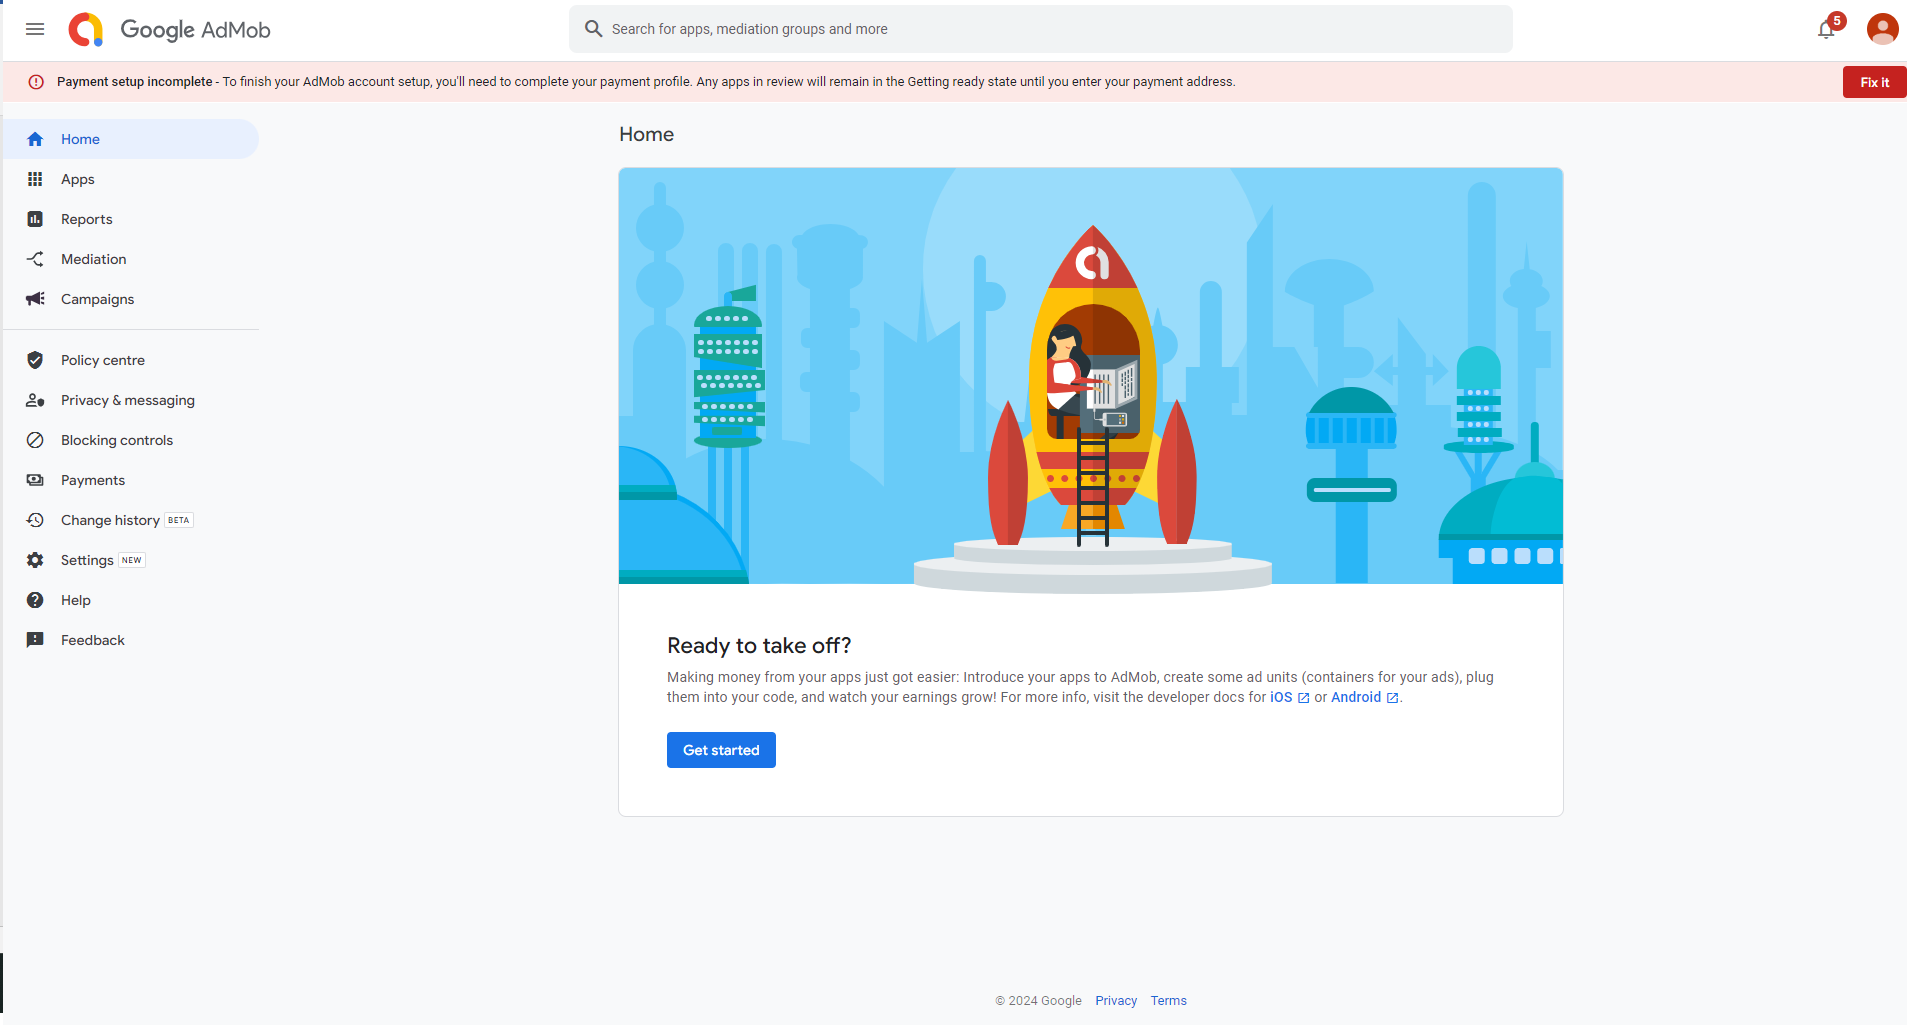 Google AdMob
Search for apps, mediation groups and more
5
Payment setup incomplete - To finish your AdMob account setup, you'll need to complete your payment profile. Any apps in review will remain in the Getting ready state until you enter your payment address.
Fix it
Home
Apps
Reports
Mediation
Campaigns
Policy centre
Privacy & messaging
Blocking controls
Payments
Change history BETA
Settings NEW
Help
Feedback
Home
Ready to take off?
Making money from your apps just got easier: Introduce your apps to AdMob, create some ad units (containers for your ads), plug
them into your code, and watch your earnings grow! For more info, visit the developer docs for iOS or Android.
Get started
© 2024 Google Privacy Terms